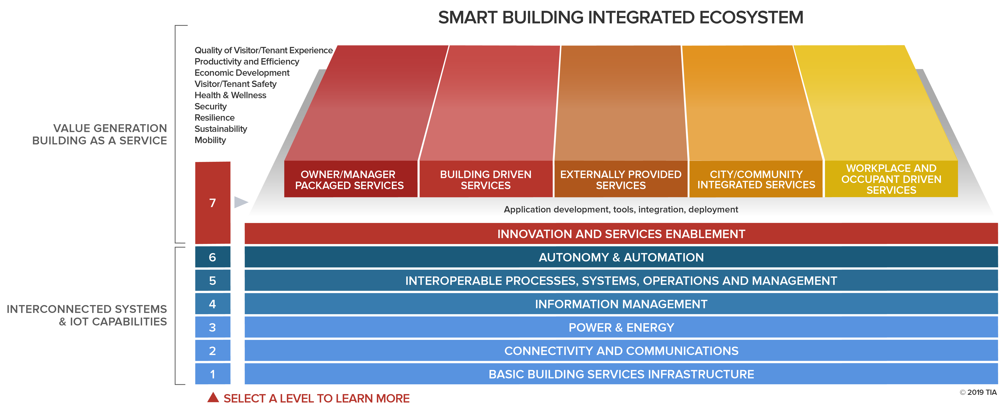 SMART BUILDING INTEGRATED ECOSYSTEM
Quality of Visitor/Tenant Experience
Productivity and Efficiency
Economic Development
Visitor/Tenant Safety
Health & Wellness
Security
Resilience
Sustainability
Mobility
VALUE GENERATION
BUILDING AS A SERVICE
OWNER/MANAGER
PACKAGED SERVICES
BUILDING DRIVEN
SERVICES
EXTERNALLY PROVIDED
SERVICES
CITY/COMMUNITY
INTEGRATED SERVICES
WORKPLACE AND
OCCUPANT DRIVEN
SERVICES
7
Application development, tools, integration, deployment
INNOVATION AND SERVICES ENABLEMENT
6
AUTONOMY & AUTOMATION
5
INTEROPERABLE PROCESSES, SYSTEMS, OPERATIONS AND MANAGEMENT
INTERCONNECTED SYSTEMS
& IOT CAPABILITIES
4
INFORMATION MANAGEMENT
3
POWER & ENERGY
2
CONNECTIVITY AND COMMUNICATIONS
1
BASIC BUILDING SERVICES INFRASTRUCTURE
SELECT A LEVEL TO LEARN MORE
© 2019 TIA